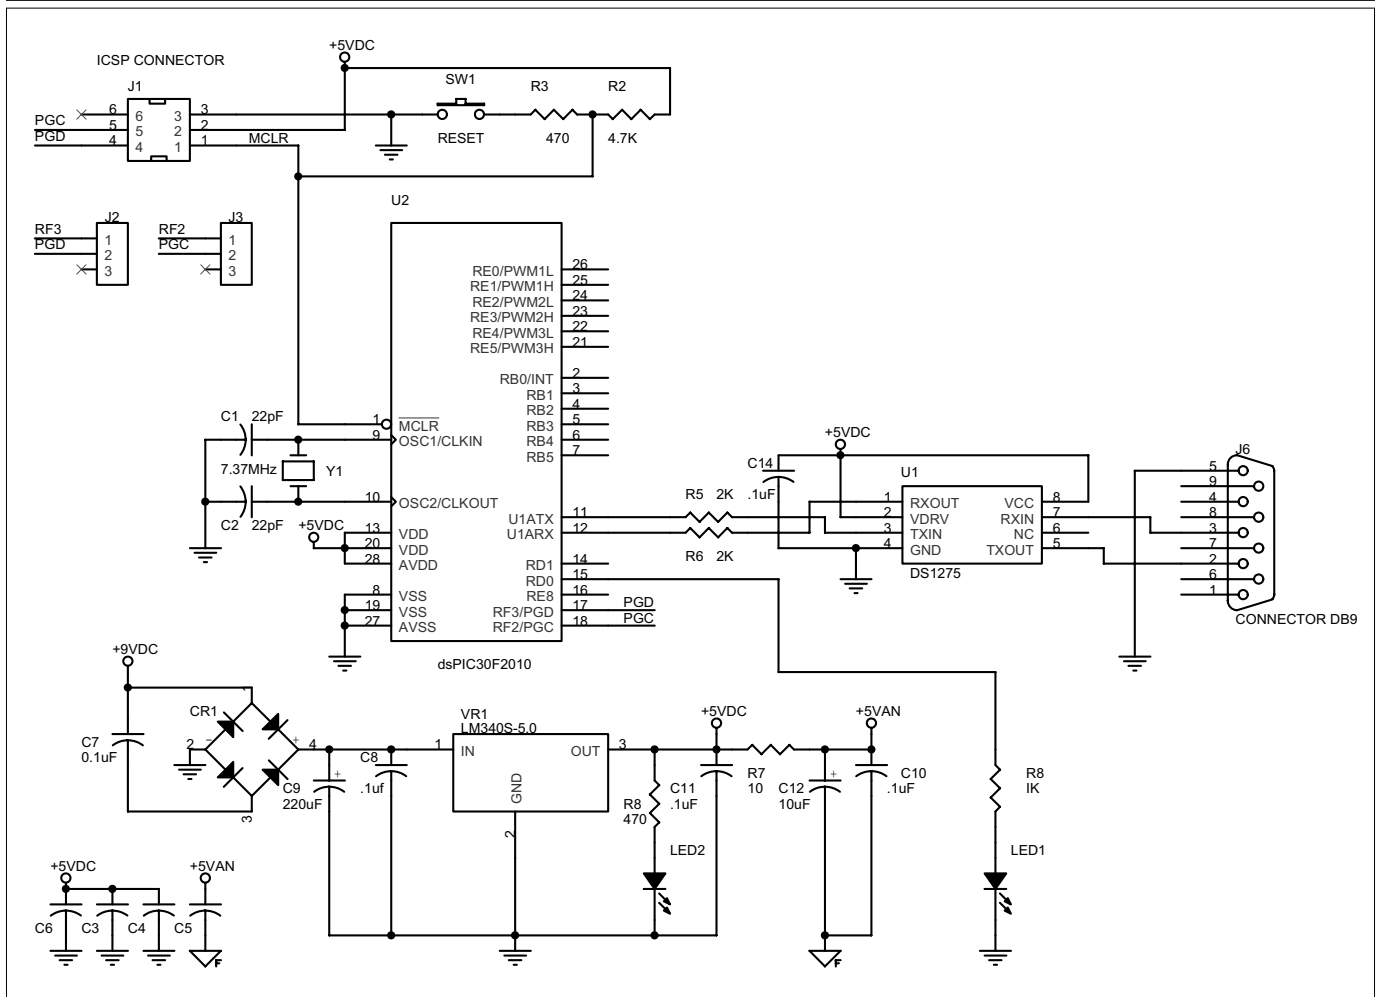 ICSP CONNECTOR
+5VDC
J1
SW1
R3
R2
PGC
PGD
6
5
4
6 3
5 2
4 1
3
2
1
MCLR
RESET
470
4.7K
U2
J2
J3
RF3
PGD
1
2
3
RF2
PGC
1
2
3
RE0/PWM1L 26
RE1/PWM1H 25
RE2/PWM2L 24
RE3/PWM2H 23
RE4/PWM3L 22
RE5/PWM3H 21
RB0/INT 2
RB1 3
RB2 4
RB3 5
RB4 6
RB5 7
1 MCLR
9 OSC1/CLKIN
10 OSC2/CLKOUT
C1 22pF
7.37MHz Y1
C2 22pF
+5VDC
13 VDD
20 VDD
28 AVDD
8 VSS
19 VSS
27 AVSS
U1ATX 11
U1ARX 12
RD1 14
RD0 15
RE8 16
RF3/PGD 17 PGD
RF2/PGC 18 PGC
dsPIC30F2010
R5 2K
R6 2K
+5VDC
C14
.1uF
U1
1 RXOUT VCC 8
2 VDRV RXIN 7
3 TXIN NC 6
4 GND TXOUT 5
DS1275
J6
5
9
4
8
3
7
2
6
1
CONNECTOR DB9
+9VDC
C7
0.1uF
CR1
1
2
-
+
4
3
C9
220uF
+
C8
.1uf
VR1
LM340S-5.0
1 IN OUT 3
GND
2
+5VDC
+5VAN
R8
470
C11
.1uF
R7
10
C12
10uF
+
C10
.1uF
LED2
R8
IK
LED1
+5VDC
+5VAN
C6 C3 C4 C5
F
F